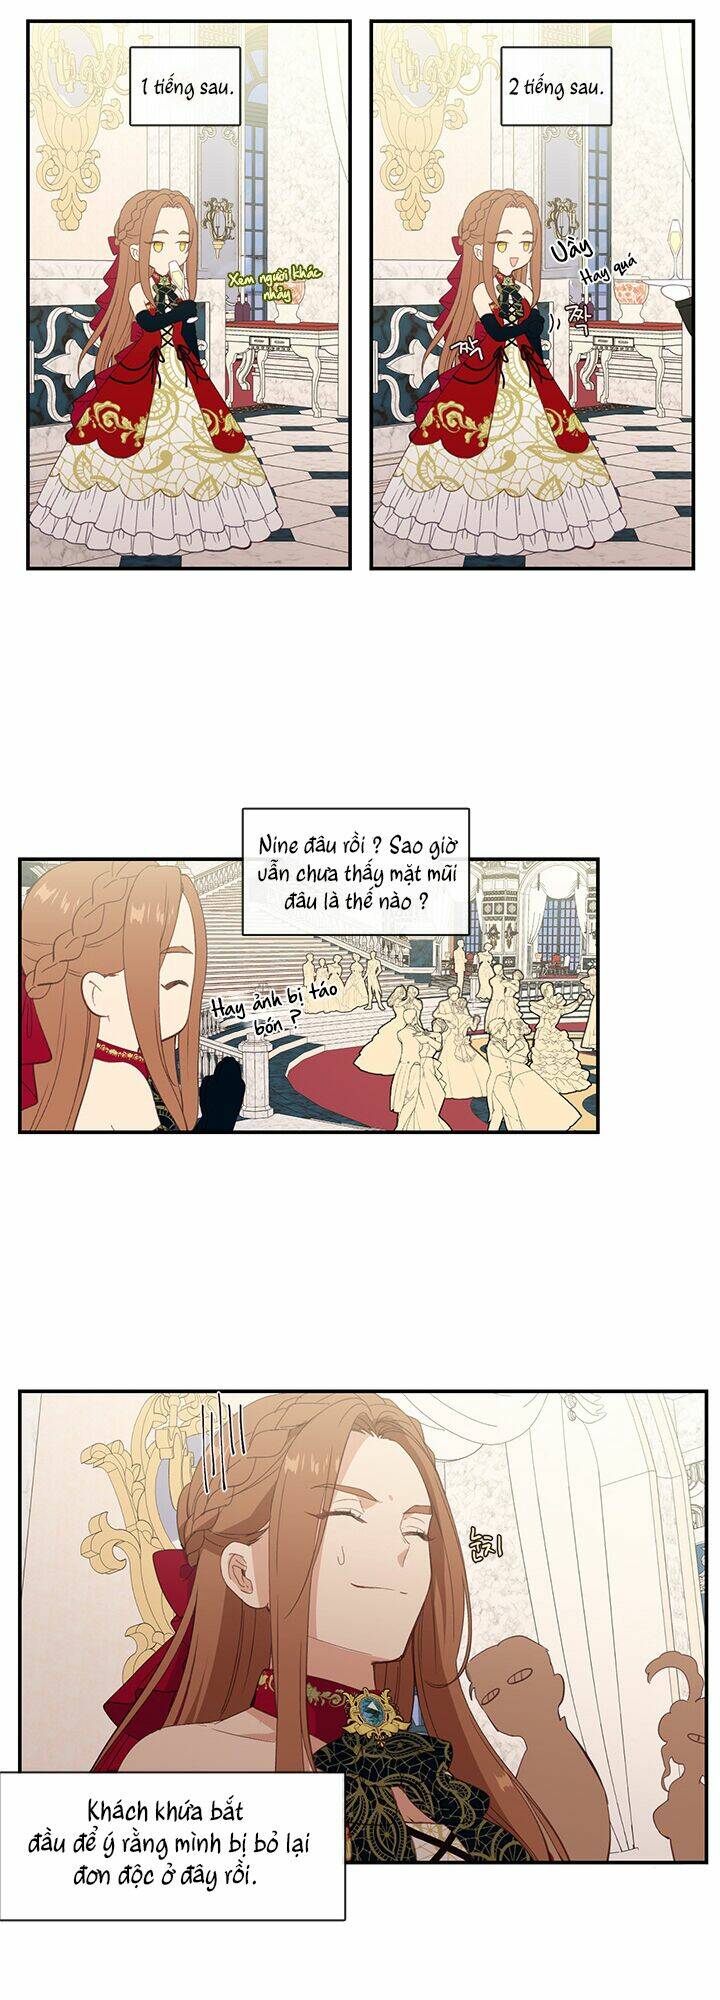 1 tiếng sau.
Xem người khác
nhảy
2 tiếng sau.
Uầy
Hay quá
짝
짝
Nine đâu rồi ? Sao giờ
vẫn chưa thấy mặt mũi
đâu là thế nào ?
Hay ảnh bị táo
bón ?
눈치
Khách khứa bắt
đầu để ý rằng mình bị bỏ lại
đơn độc ở đây rồi.